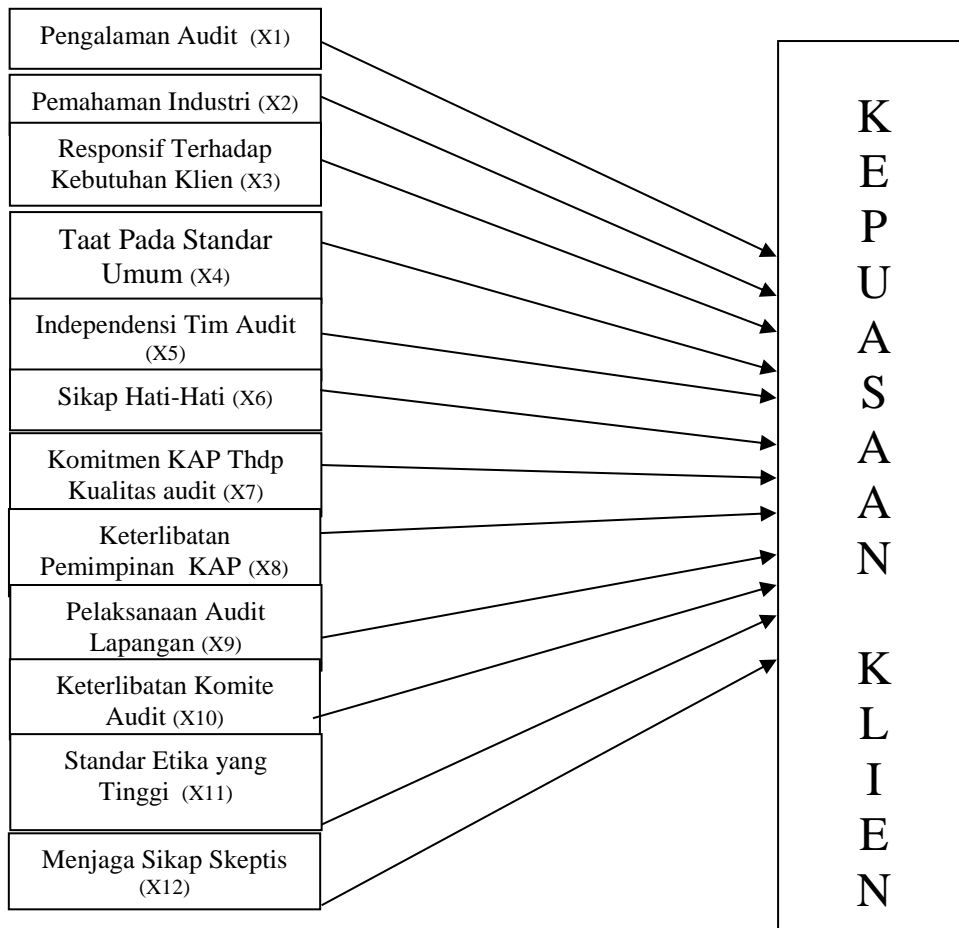 Pengalaman Audit (X1)
Pemahaman Industri (X2)
Responsif Terhadap
Kebutuhan Klien (X3)
Taat Pada Standar
Umum (X4)
Independensi Tim Audit
(X5)
Sikap Hati-Hati (X6)
Komitmen KAP Thdp
Kualitas audit (X7)
Keterlibatan
Pemimpinan KAP (X8)
Pelaksanaan Audit
Lapangan (X9)
Keterlibatan Komite
Audit (X10)
Standar Etika yang
Tinggi (X11)
Menjaga Sikap Skeptis
(X12)
K
E
P
U
A
S
A
A
N
K
L
I
E
N